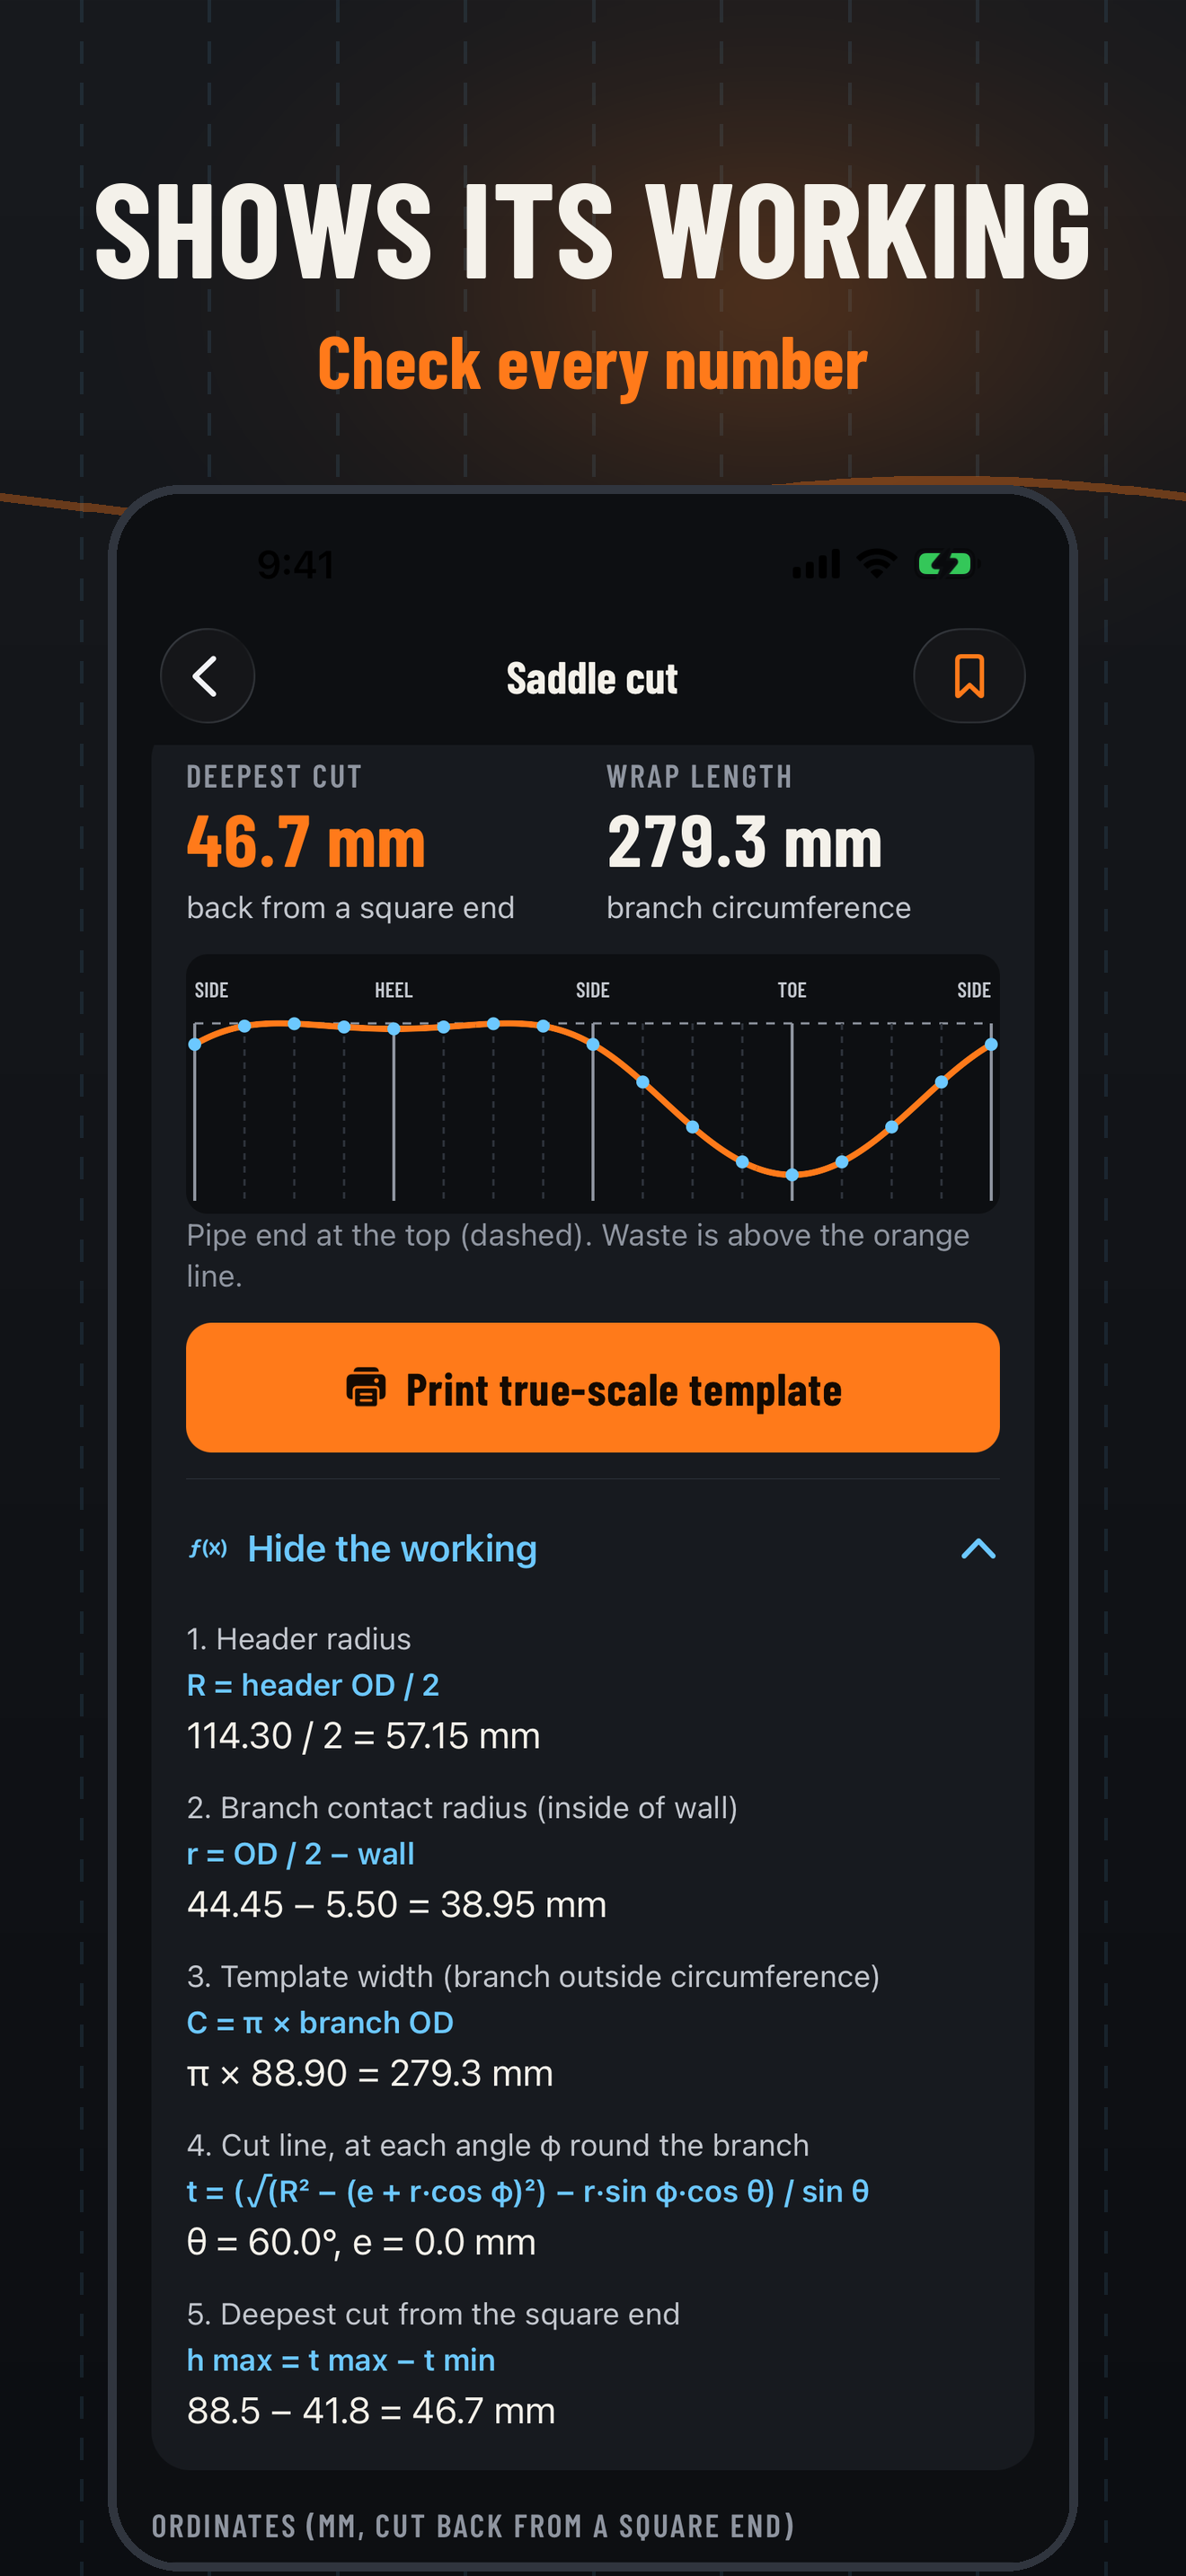 SHOWS ITS WORKING
Check every number
9:41
Saddle cut
DEEPEST CUT
46.7 mm
back from a square end
WRAP LENGTH
279.3 mm
branch circumference
SIDE HEEL SIDE TOE SIDE
Pipe end at the top (dashed). Waste is above the orange
line.
Print true-scale template
ƒ(x) Hide the working
1. Header radius
R = header OD / 2
114.30 / 2 = 57.15 mm
2. Branch contact radius (inside of wall)
r = OD / 2 – wall
44.45 – 5.50 = 38.95 mm
3. Template width (branch outside circumference)
C = π × branch OD
π × 88.90 = 279.3 mm
4. Cut line, at each angle ϕ round the branch
t = (√(R² – (e + r·cos ϕ)²) – r·sin ϕ·cos θ) / sin θ
θ = 60.0°, e = 0.0 mm
5. Deepest cut from the square end
h max = t max – t min
88.5 – 41.8 = 46.7 mm
ORDINATES (MM, CUT BACK FROM A SQUARE END)